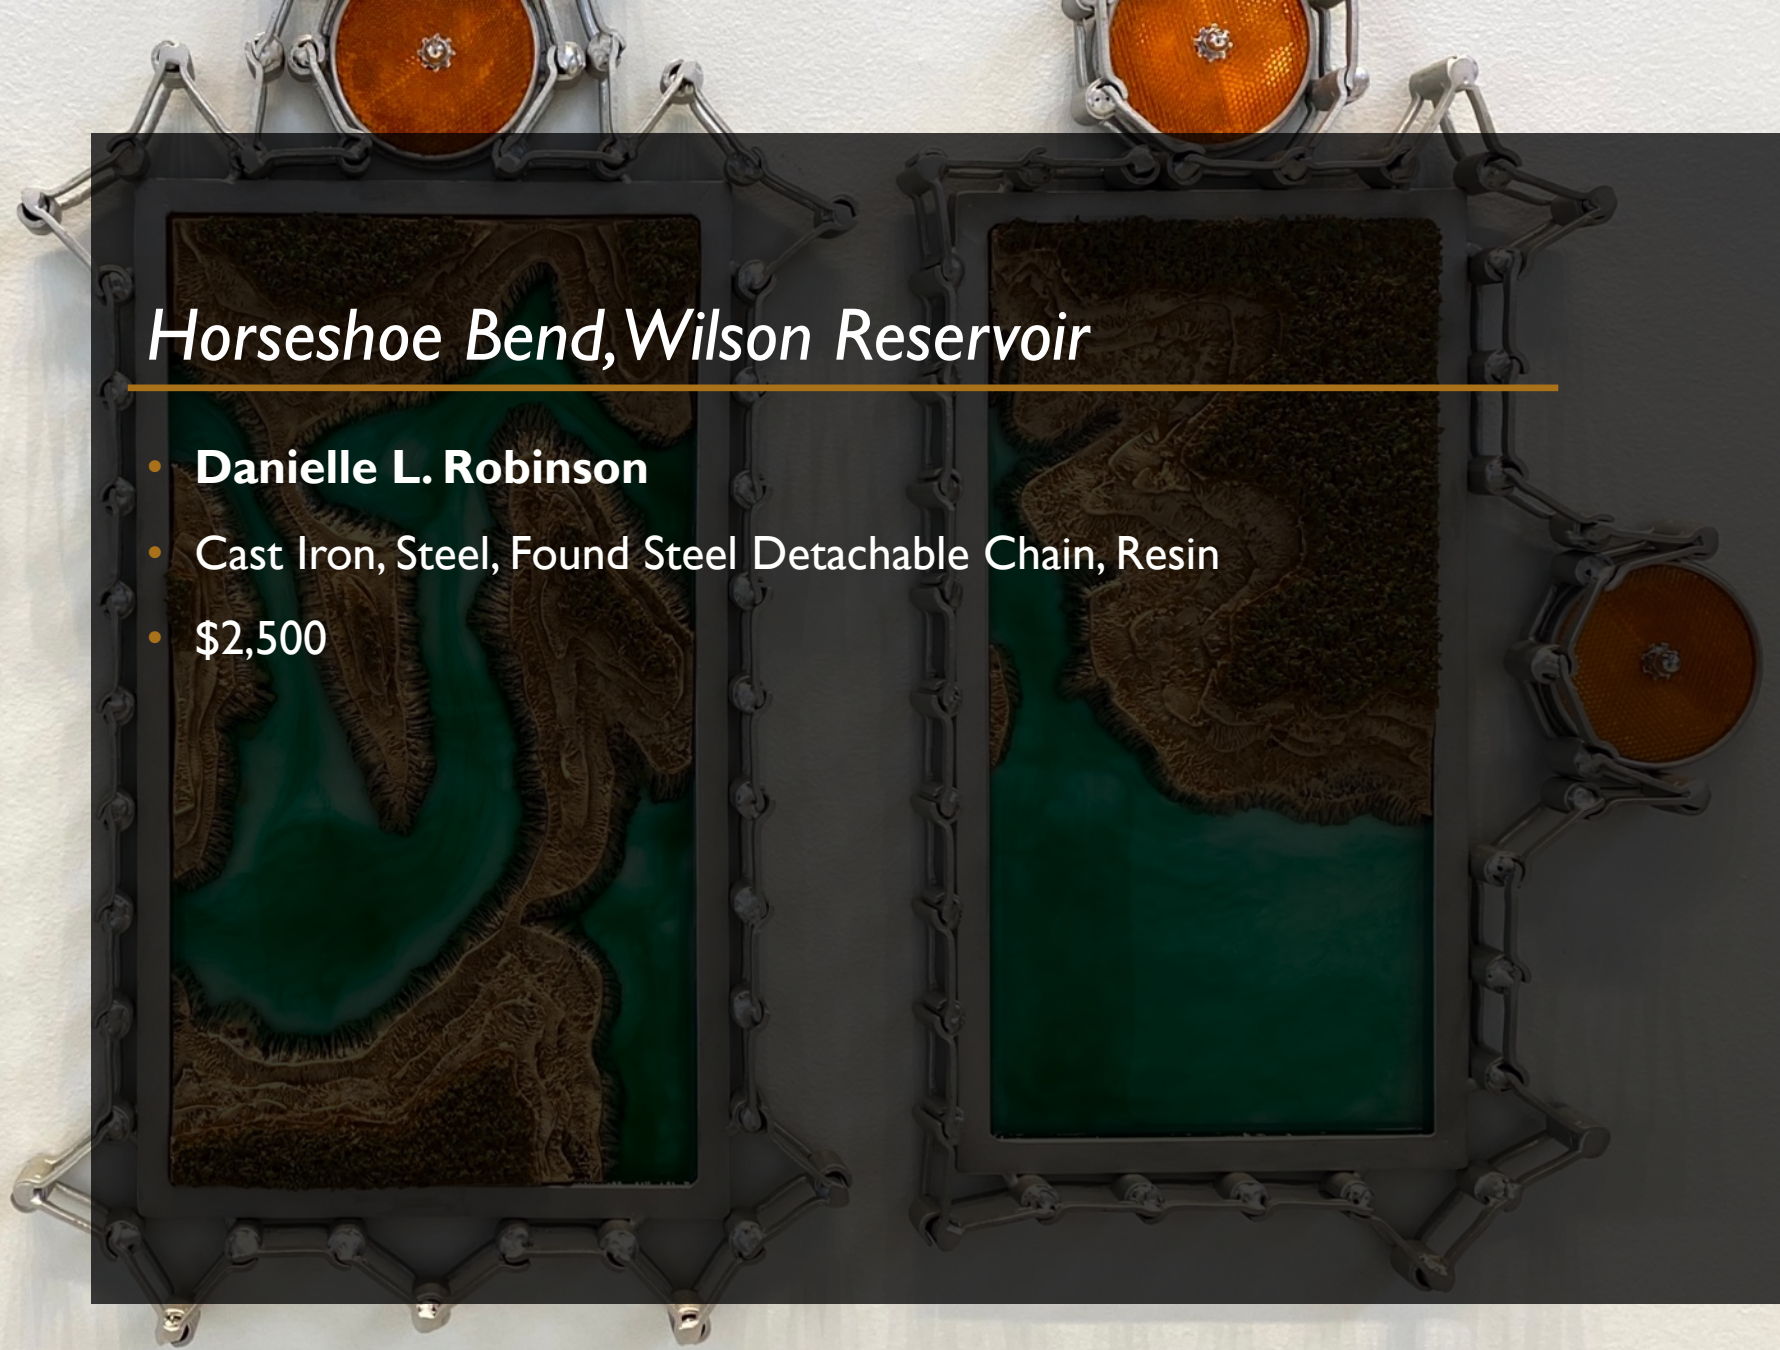 Horseshoe Bend, Wilson Reservoir
• Danielle L. Robinson
• Cast Iron, Steel, Found Steel Detachable Chain, Resin
• $2,500